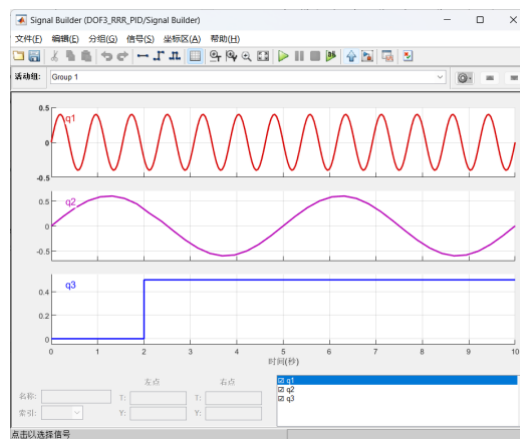 Signal Builder (DOF3_RRR_PID/Signal Builder)
文件(F) 编辑(E) 分组(G) 信号(S) 坐标区(A) 帮助(H)
活动组: Group 1
0.5
q1
0
-0.5
0.5
q2
0
-0.5
q3
0.4
0.2
0
0 1 2 3 4 5 6 7 8 9 10
时间(秒)
左点 右点
名称: T: T:
索引: Y: Y:
q1
q2
q3
点击以选择信号